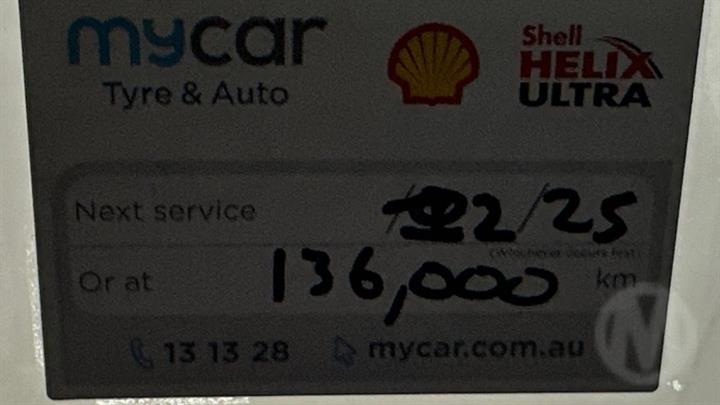 mycar
Tyre & Auto
Shell
HELIX
ULTRA
Next service /2/25
(Whichever occurs first)
Or at 136,000 km
13 13 28 mycar.com.au